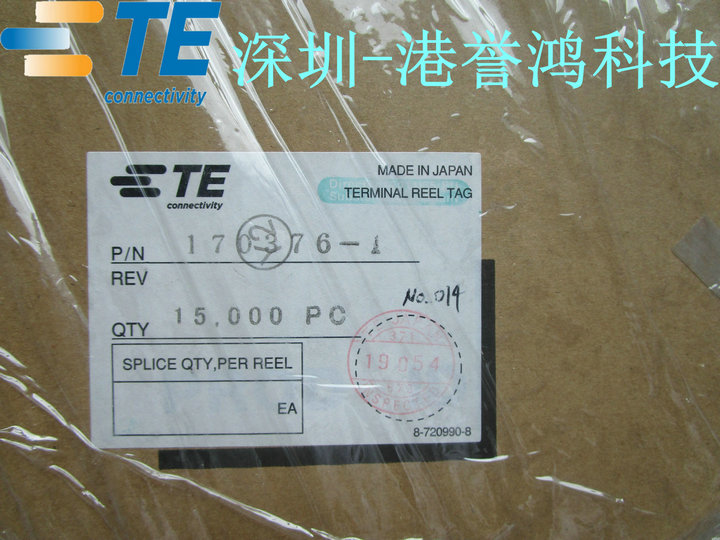 TE
connectivity
深圳-港誉鸿科技
TE
connectivity
MADE IN JAPAN
TERMINAL REEL TAG
P/N 170376-1
REV
No. 014
QTY 15,000 PC
SPLICE QTY,PER REEL
EA
19 054
8-720990-8